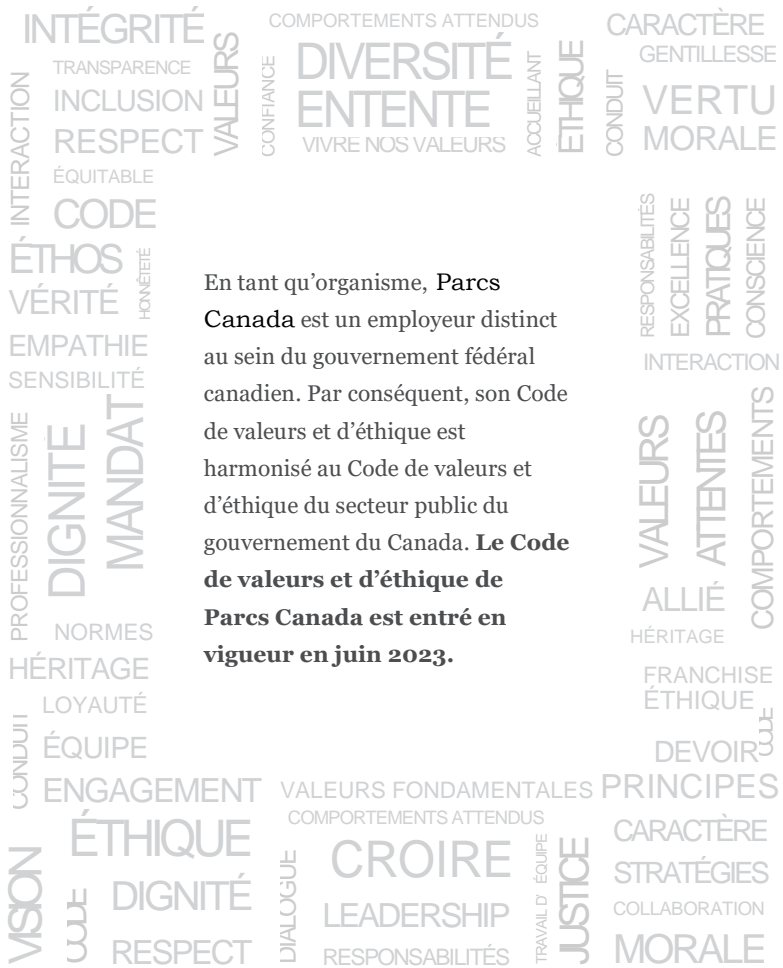 INTÉGRITÉ
TRANSPARENCE
INCLUSION
RESPECT
ÉQUITABLE
CODE
INTERACTION
VALEURS
CONFIANCE
COMPORTEMENTS ATTENDUS
DIVERSITÉ
ENTENTE
VIVRE NOS VALEURS
ACCUEILLANT
ÉTHIQUE
CONDUIT
CARACTÈRE
GENTILLESSE
VERTU
MORALE
ÉTHOS
HONNÊTETÉ
VÉRITÉ
EMPATHIE
SENSIBILITÉ
PROFESSIONNALISME
DIGNITÉ
MANDAT
NORMES
HÉRITAGE
LOYAUTÉ
ÉQUIPE
CONDUIT
En tant qu’organisme, Parcs
Canada est un employeur distinct
au sein du gouvernement fédéral
canadien. Par conséquent, son Code
de valeurs et d’éthique est
harmonisé au Code de valeurs et
d’éthique du secteur public du
gouvernement du Canada. Le Code
de valeurs et d’éthique de
Parcs Canada est entré en
vigueur en juin 2023.
RESPONSABILITÉS
EXCELLENCE
PRATIQUES
CONSCIENCE
INTERACTION
VALEURS
ATTENTES
COMPORTEMENTS
ALLIÉ
HÉRITAGE
FRANCHISE
ÉTHIQUE
CODE
DEVOIR
ENGAGEMENT
VALEURS FONDAMENTALES
PRINCIPES
ÉTHIQUE
VISION
CODE
DIGNITÉ
RESPECT
DIALOGUE
COMPORTEMENTS ATTENDUS
CROIRE
LEADERSHIP
RESPONSABILITÉS
TRAVAIL D' ÉQUIPE
JUSTICE
CARACTÈRE
STRATÉGIES
COLLABORATION
MORALE